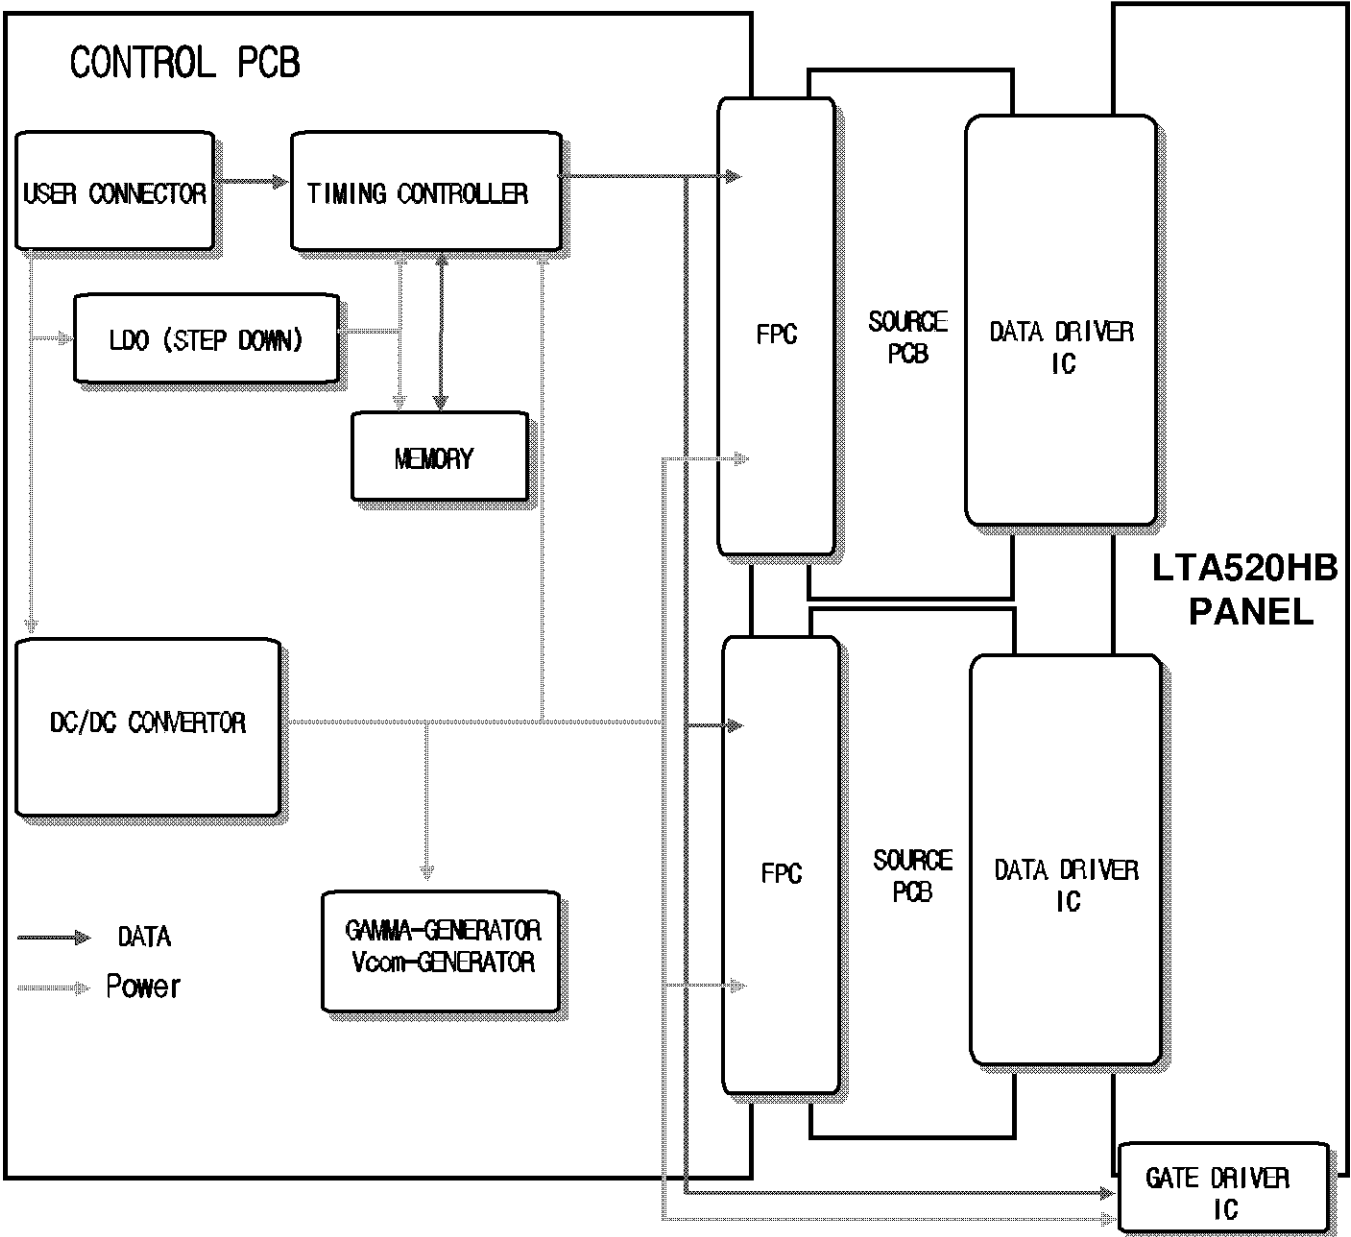 CONTROL PCB
USER CONNECTOR
TIMING CONTROLLER
LDO (STEP DOWN)
MEMORY
FPC
SOURCE
PCB
DATA DRIVER
IC
LTA520HB
PANEL
DC/DC CONVERTOR
GAMMA-GENERATOR
Vcom-GENERATOR
FPC
SOURCE
PCB
DATA DRIVER
IC
DATA
Power
GATE DRIVER
IC